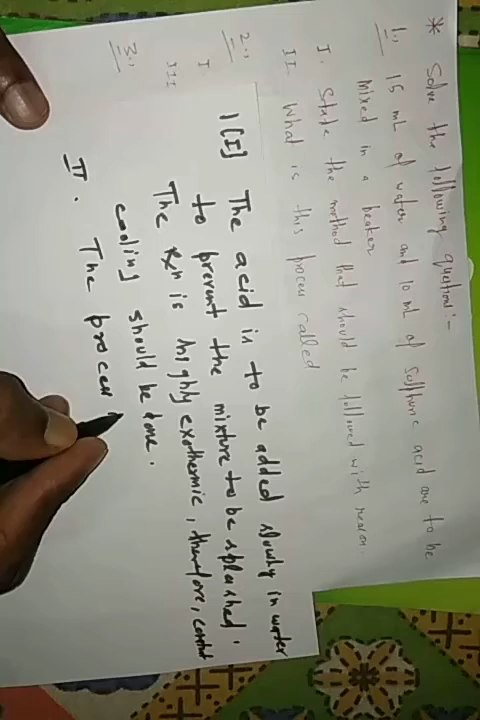 * Solve the following question:-
1., 15 mL of water and 10 mL of Sulphuric acid are to be
mixed in a beaker
I. State the method that should be followed with reason.
II. What is this process called
2.,
I
III
3.,
1[I] The acid is to be added slowly in water
to prevent the mixture to be splashed.
The rxn is highly exothermic, therefore, constat
cooling should be done.
II. The process